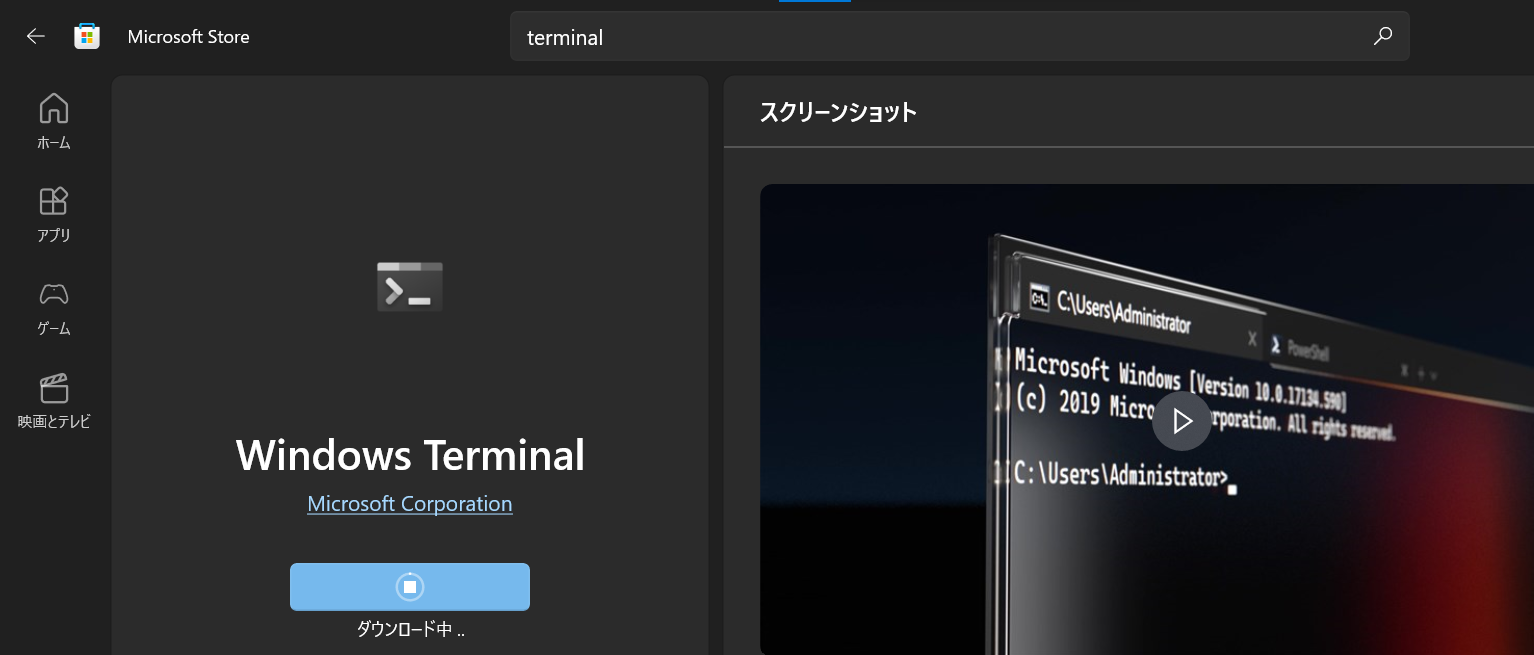 Microsoft Store
terminal
ホーム
アプリ
ゲーム
映画とテレビ
Windows Terminal
Microsoft Corporation
ダウンロード中 ..
スクリーンショット
C:\Users\Administrator
PowerShell
Microsoft Windows [Version 10.0.17134.590]
(c) 2019 Micro rporation. All rights reserved.
C:\Users\Administrator>